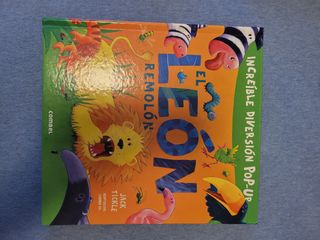 INCREÍBLE DIVERSIÓN POP-UP
EL
LEÓN
REMOLÓN
JACK
TICKLE
combel